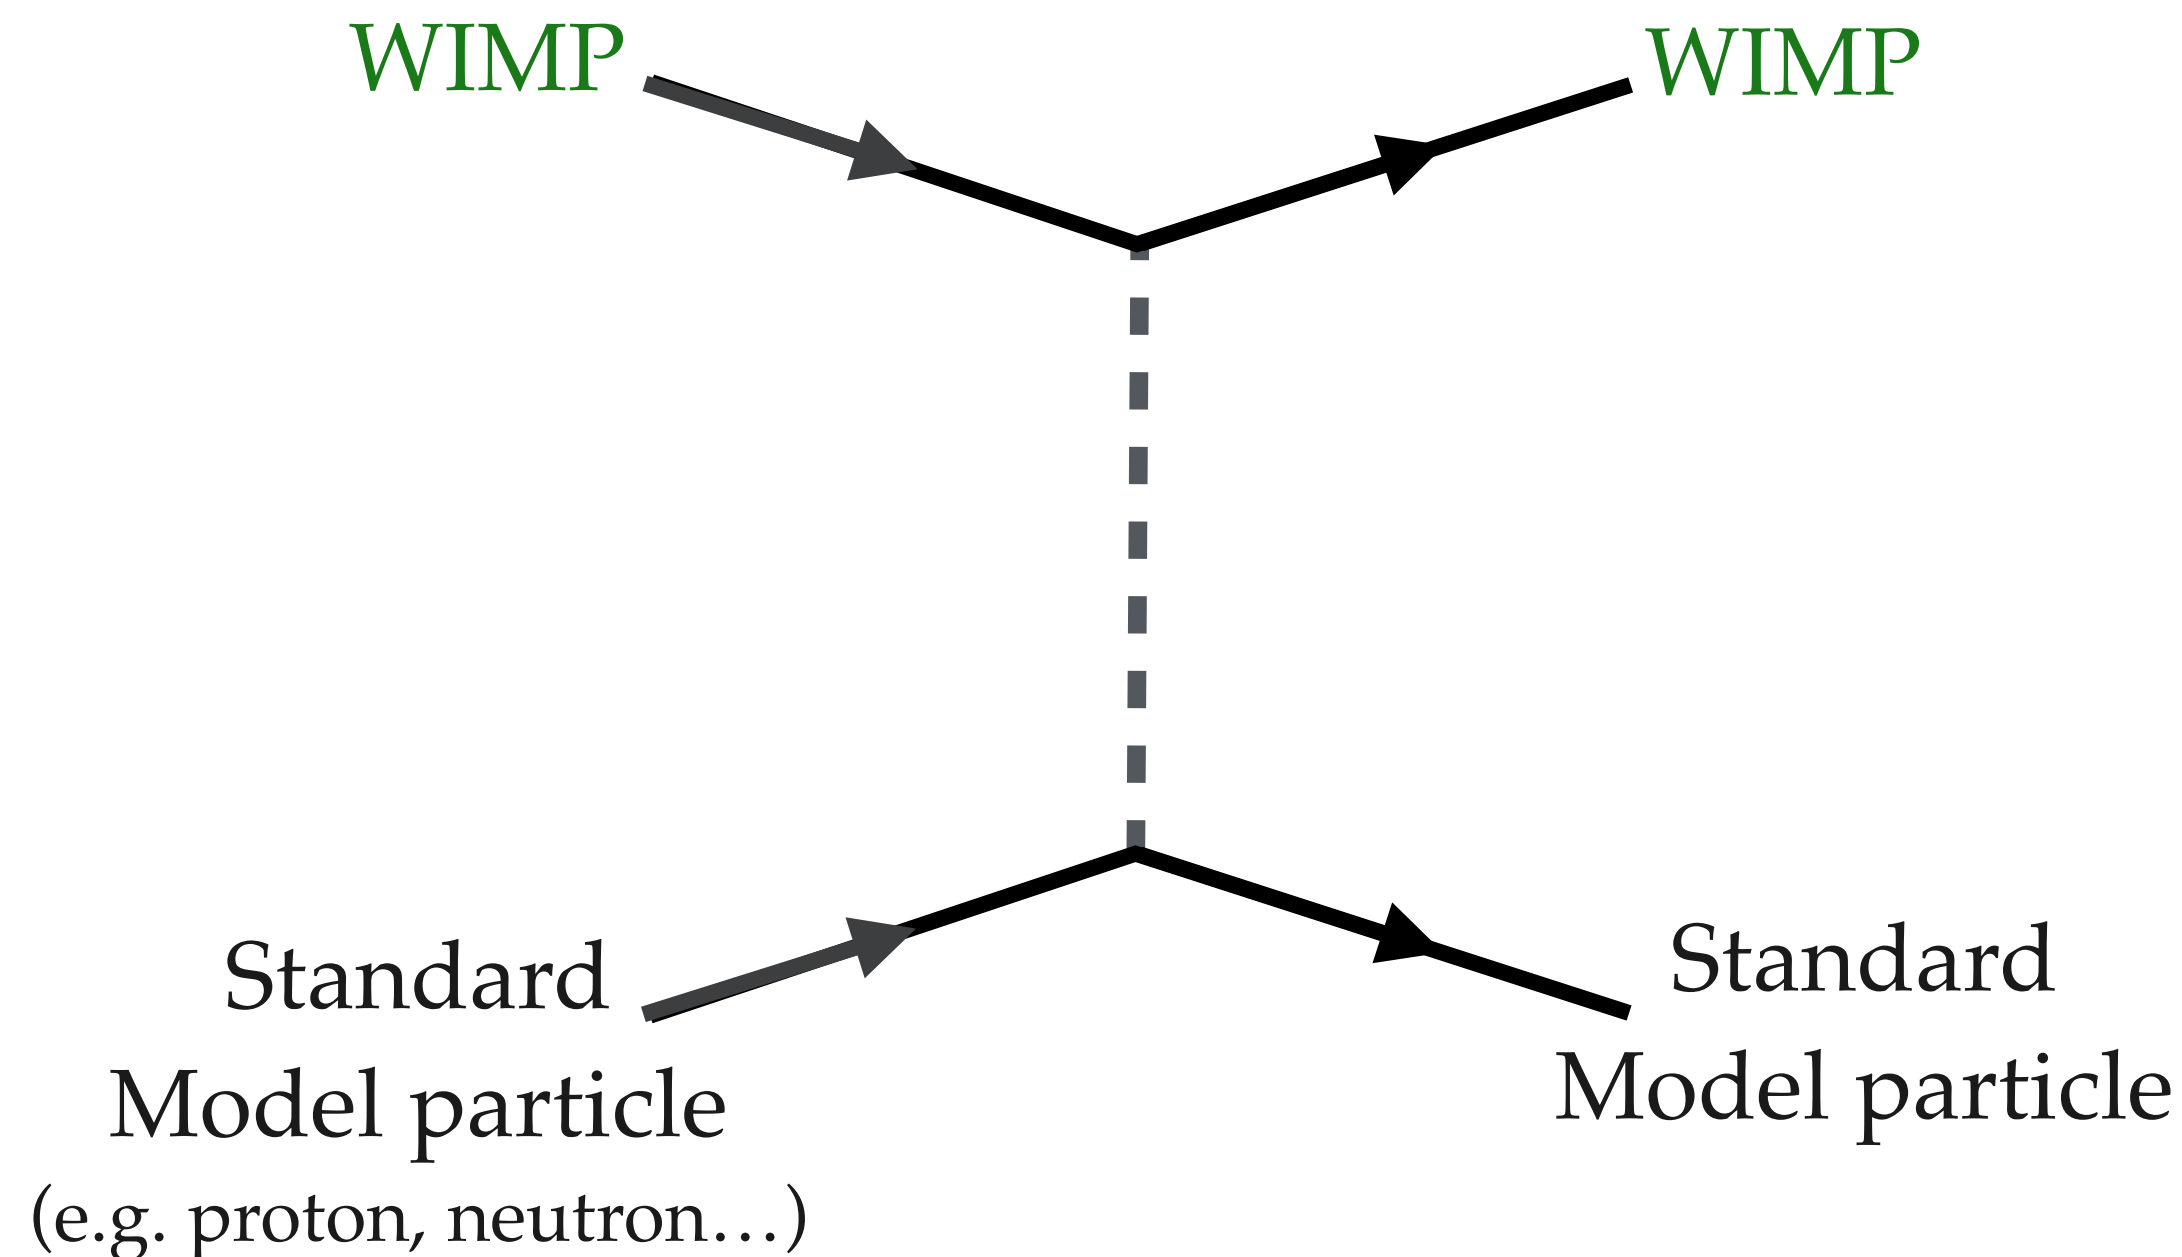 WIMP
WIMP
Standard
Model particle
(e.g. proton, neutron…)
Standard
Model particle